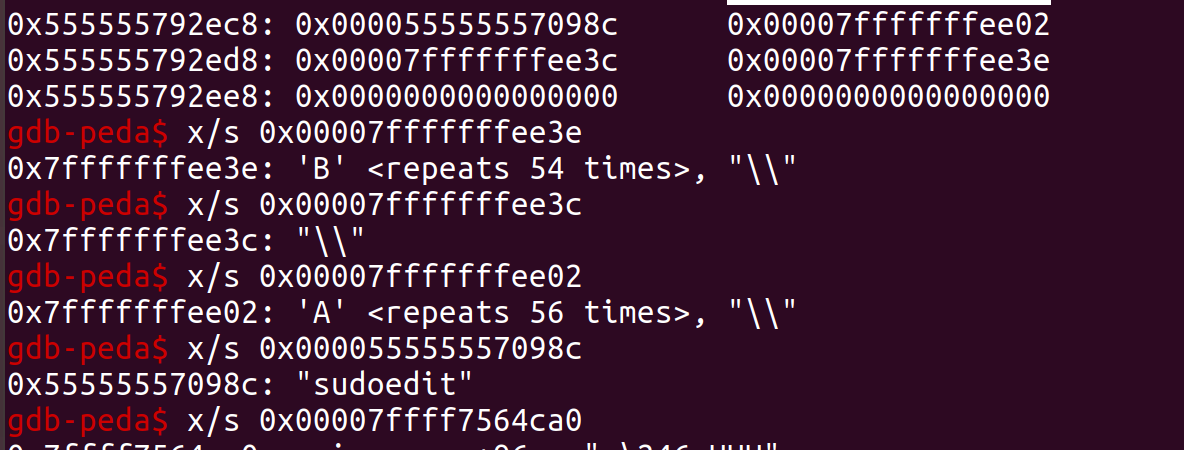 0x555555792ec8: 0x000055555557098c 0x00007fffffffee02
0x555555792ed8: 0x00007fffffffee3c 0x00007fffffffee3e
0x555555792ee8: 0x0000000000000000 0x0000000000000000
gdb-peda$ x/s 0x00007fffffffee3e
0x7fffffffee3e: 'B' <repeats 54 times>, "\\"
gdb-peda$ x/s 0x00007fffffffee3c
0x7fffffffee3c: "\\"
gdb-peda$ x/s 0x00007fffffffee02
0x7fffffffee02: 'A' <repeats 56 times>, "\\"
gdb-peda$ x/s 0x000055555557098c
0x55555557098c: "sudoedit"
gdb-peda$ x/s 0x00007ffff7564ca0